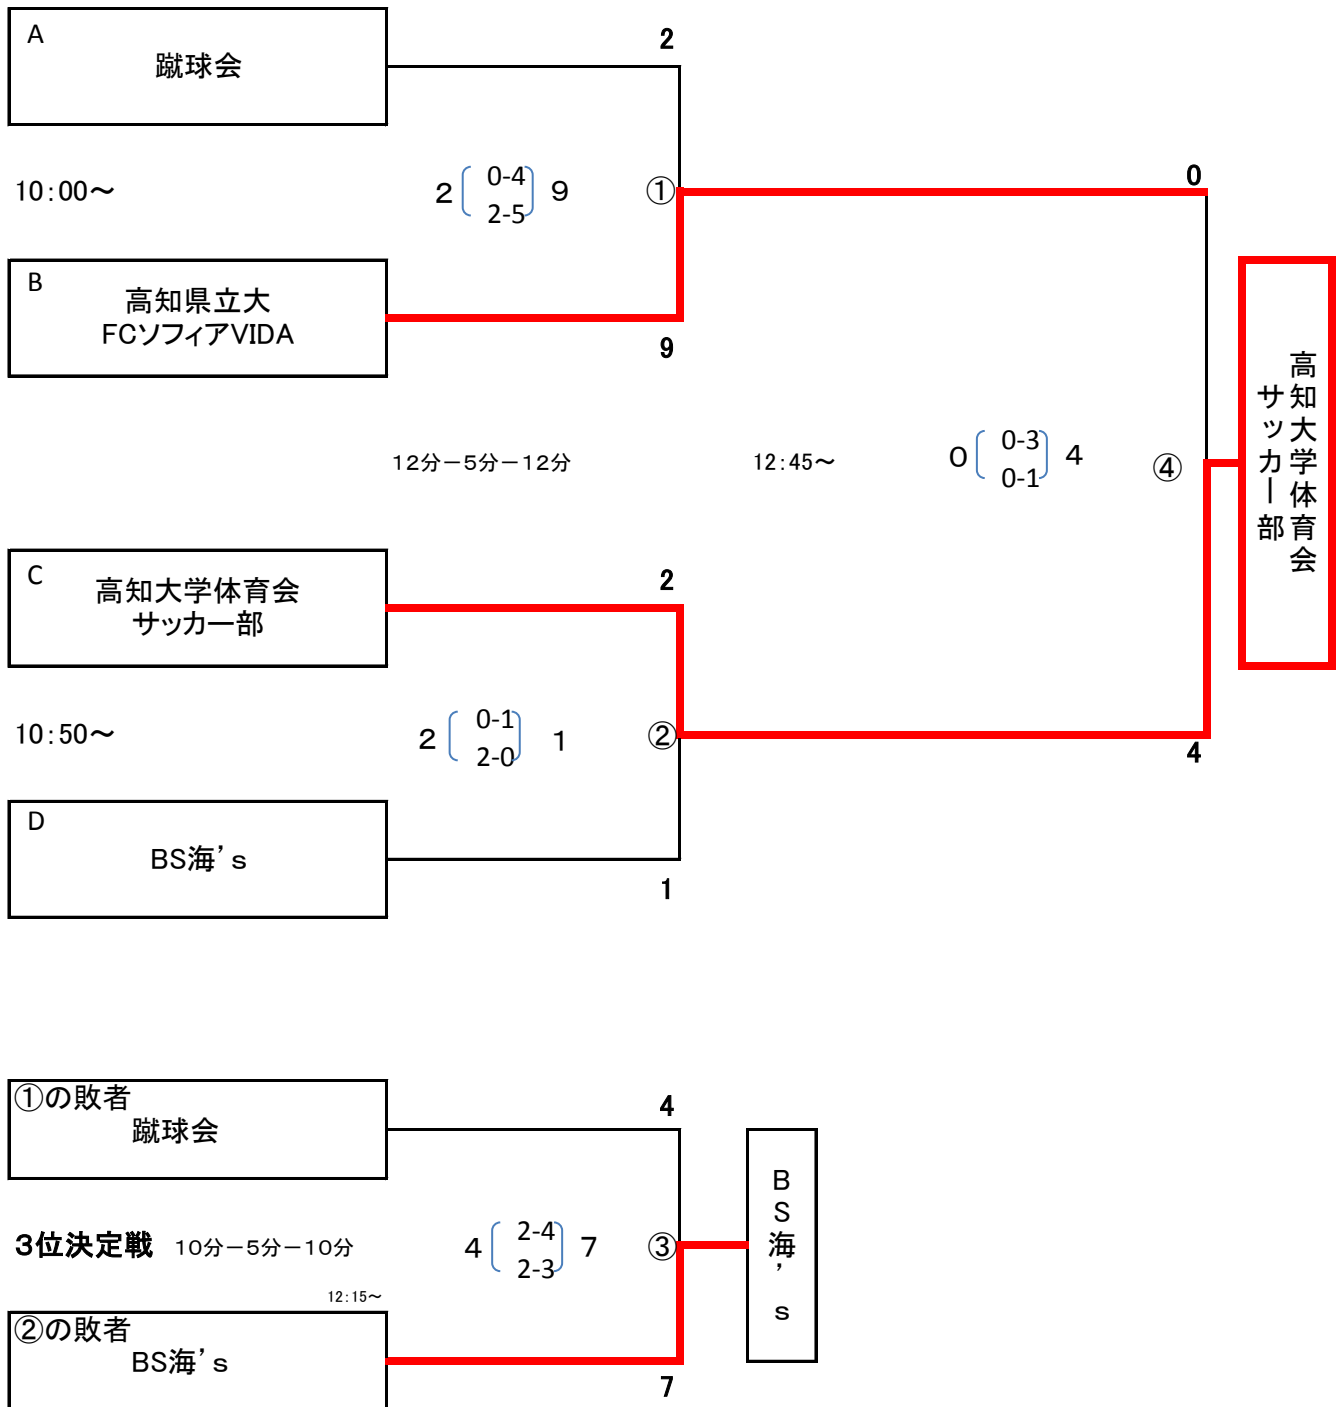 A
蹴球会
2
10:00～
2 0-4 9
2-5
①
0
B
高知県立大
FCソフィアVIDA
9
12分－5分－12分
12:45～
0 0-3 4
0-1
④
高知大学体育会
サッカー部
C
高知大学体育会
サッカー部
2
10:50～
2 0-1 1
2-0
②
4
D
BS海’ｓ
1
①の敗者
蹴球会
4
3位決定戦 10分－5分－10分
4 2-4 7
2-3
③
BS海’ｓ
12:15～
②の敗者
BS海’ｓ
7